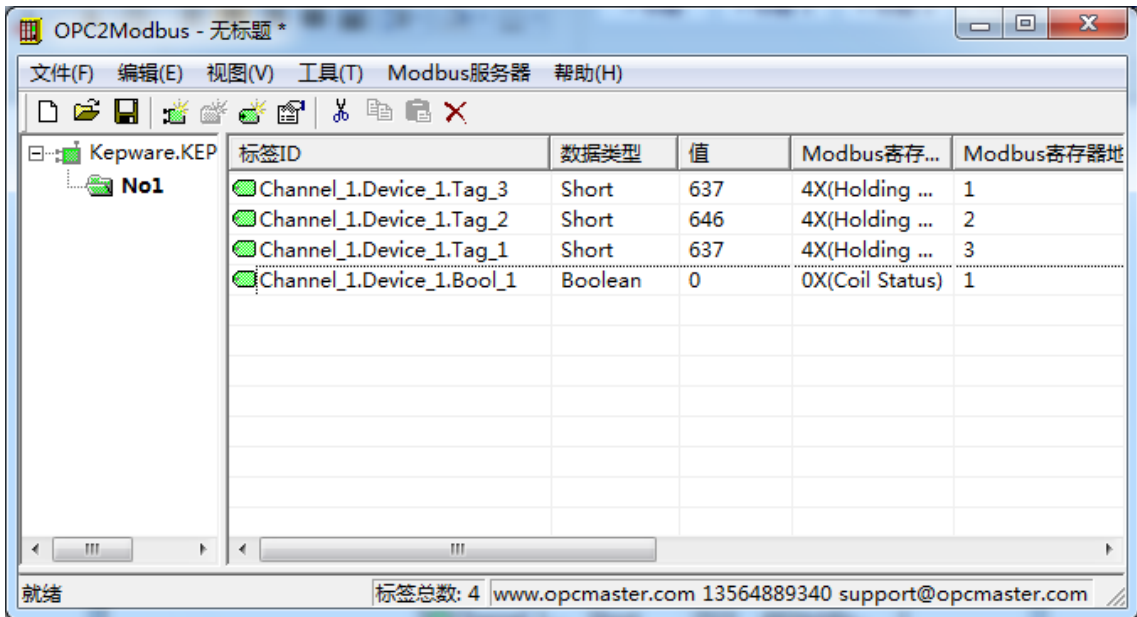 OPC2Modbus - 无标题 *
文件(F) 编辑(E) 视图(V) 工具(T) Modbus服务器 帮助(H)
Kepware.KEP
No1
标签ID 数据类型 值 Modbus寄存... Modbus寄存器地
Channel_1.Device_1.Tag_3 Short 637 4X(Holding ... 1
Channel_1.Device_1.Tag_2 Short 646 4X(Holding ... 2
Channel_1.Device_1.Tag_1 Short 637 4X(Holding ... 3
Channel_1.Device_1.Bool_1 Boolean 0 0X(Coil Status) 1
就绪 标签总数: 4 www.opcmaster.com 13564889340 support@opcmaster.com